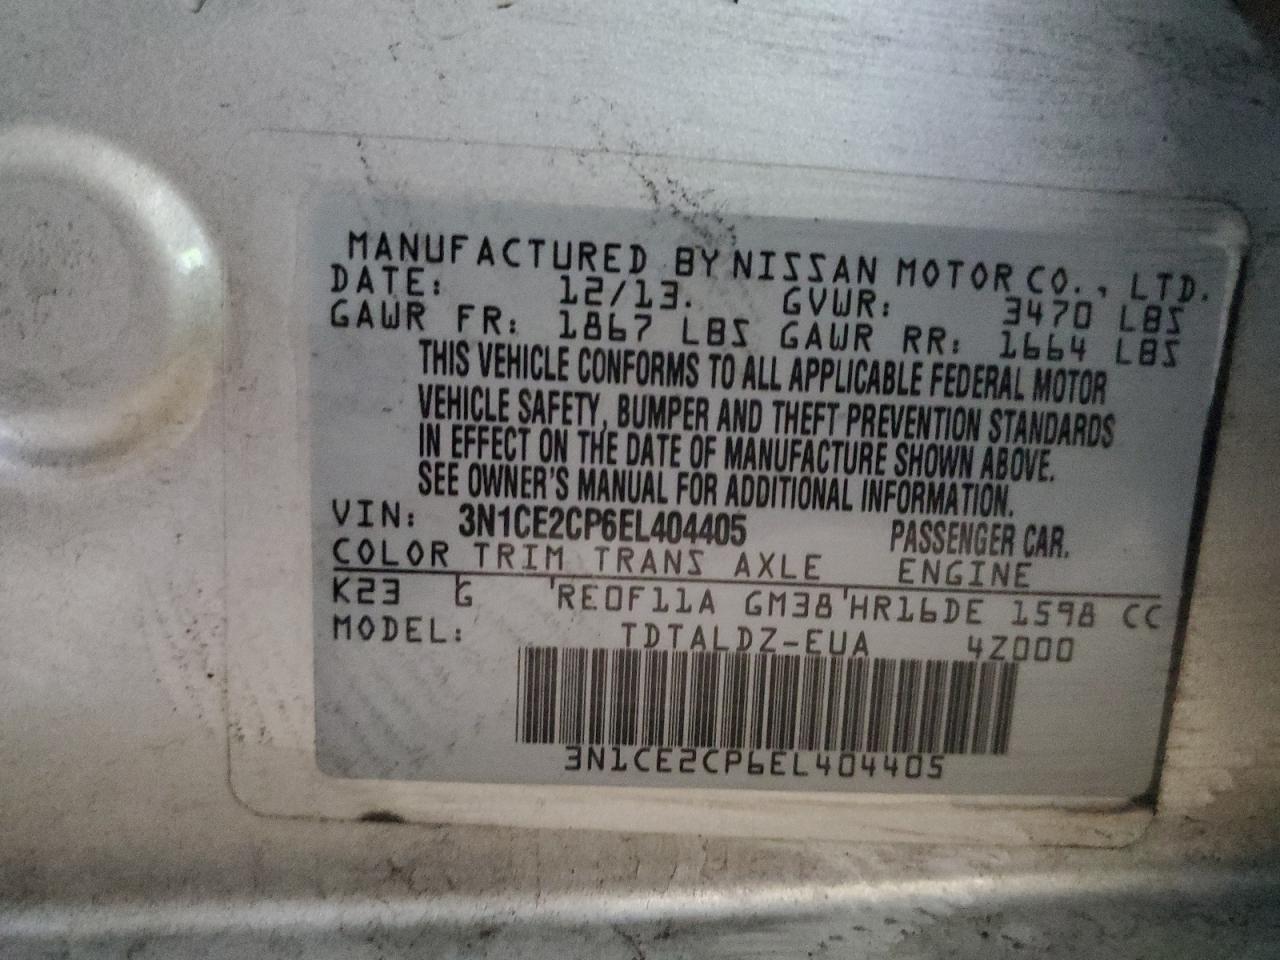 MANUFACTURED BY NISSAN MOTOR CO., LTD.
DATE: 12/13. GVWR: 3470 LBS
GAWR FR: 1867 LBS GAWR RR: 1664 LBS
THIS VEHICLE CONFORMS TO ALL APPLICABLE FEDERAL MOTOR
VEHICLE SAFETY, BUMPER AND THEFT PREVENTION STANDARDS
IN EFFECT ON THE DATE OF MANUFACTURE SHOWN ABOVE.
SEE OWNER'S MANUAL FOR ADDITIONAL INFORMATION.
VIN: 3N1CE2CP6EL404405 PASSENGER CAR.
COLOR TRIM TRANS AXLE ENGINE
K23 G 'RE0F11A GM38'HR16DE 1598 CC
MODEL: TDTALDZ-EUA 4Z000
3N1CE2CP6EL404405